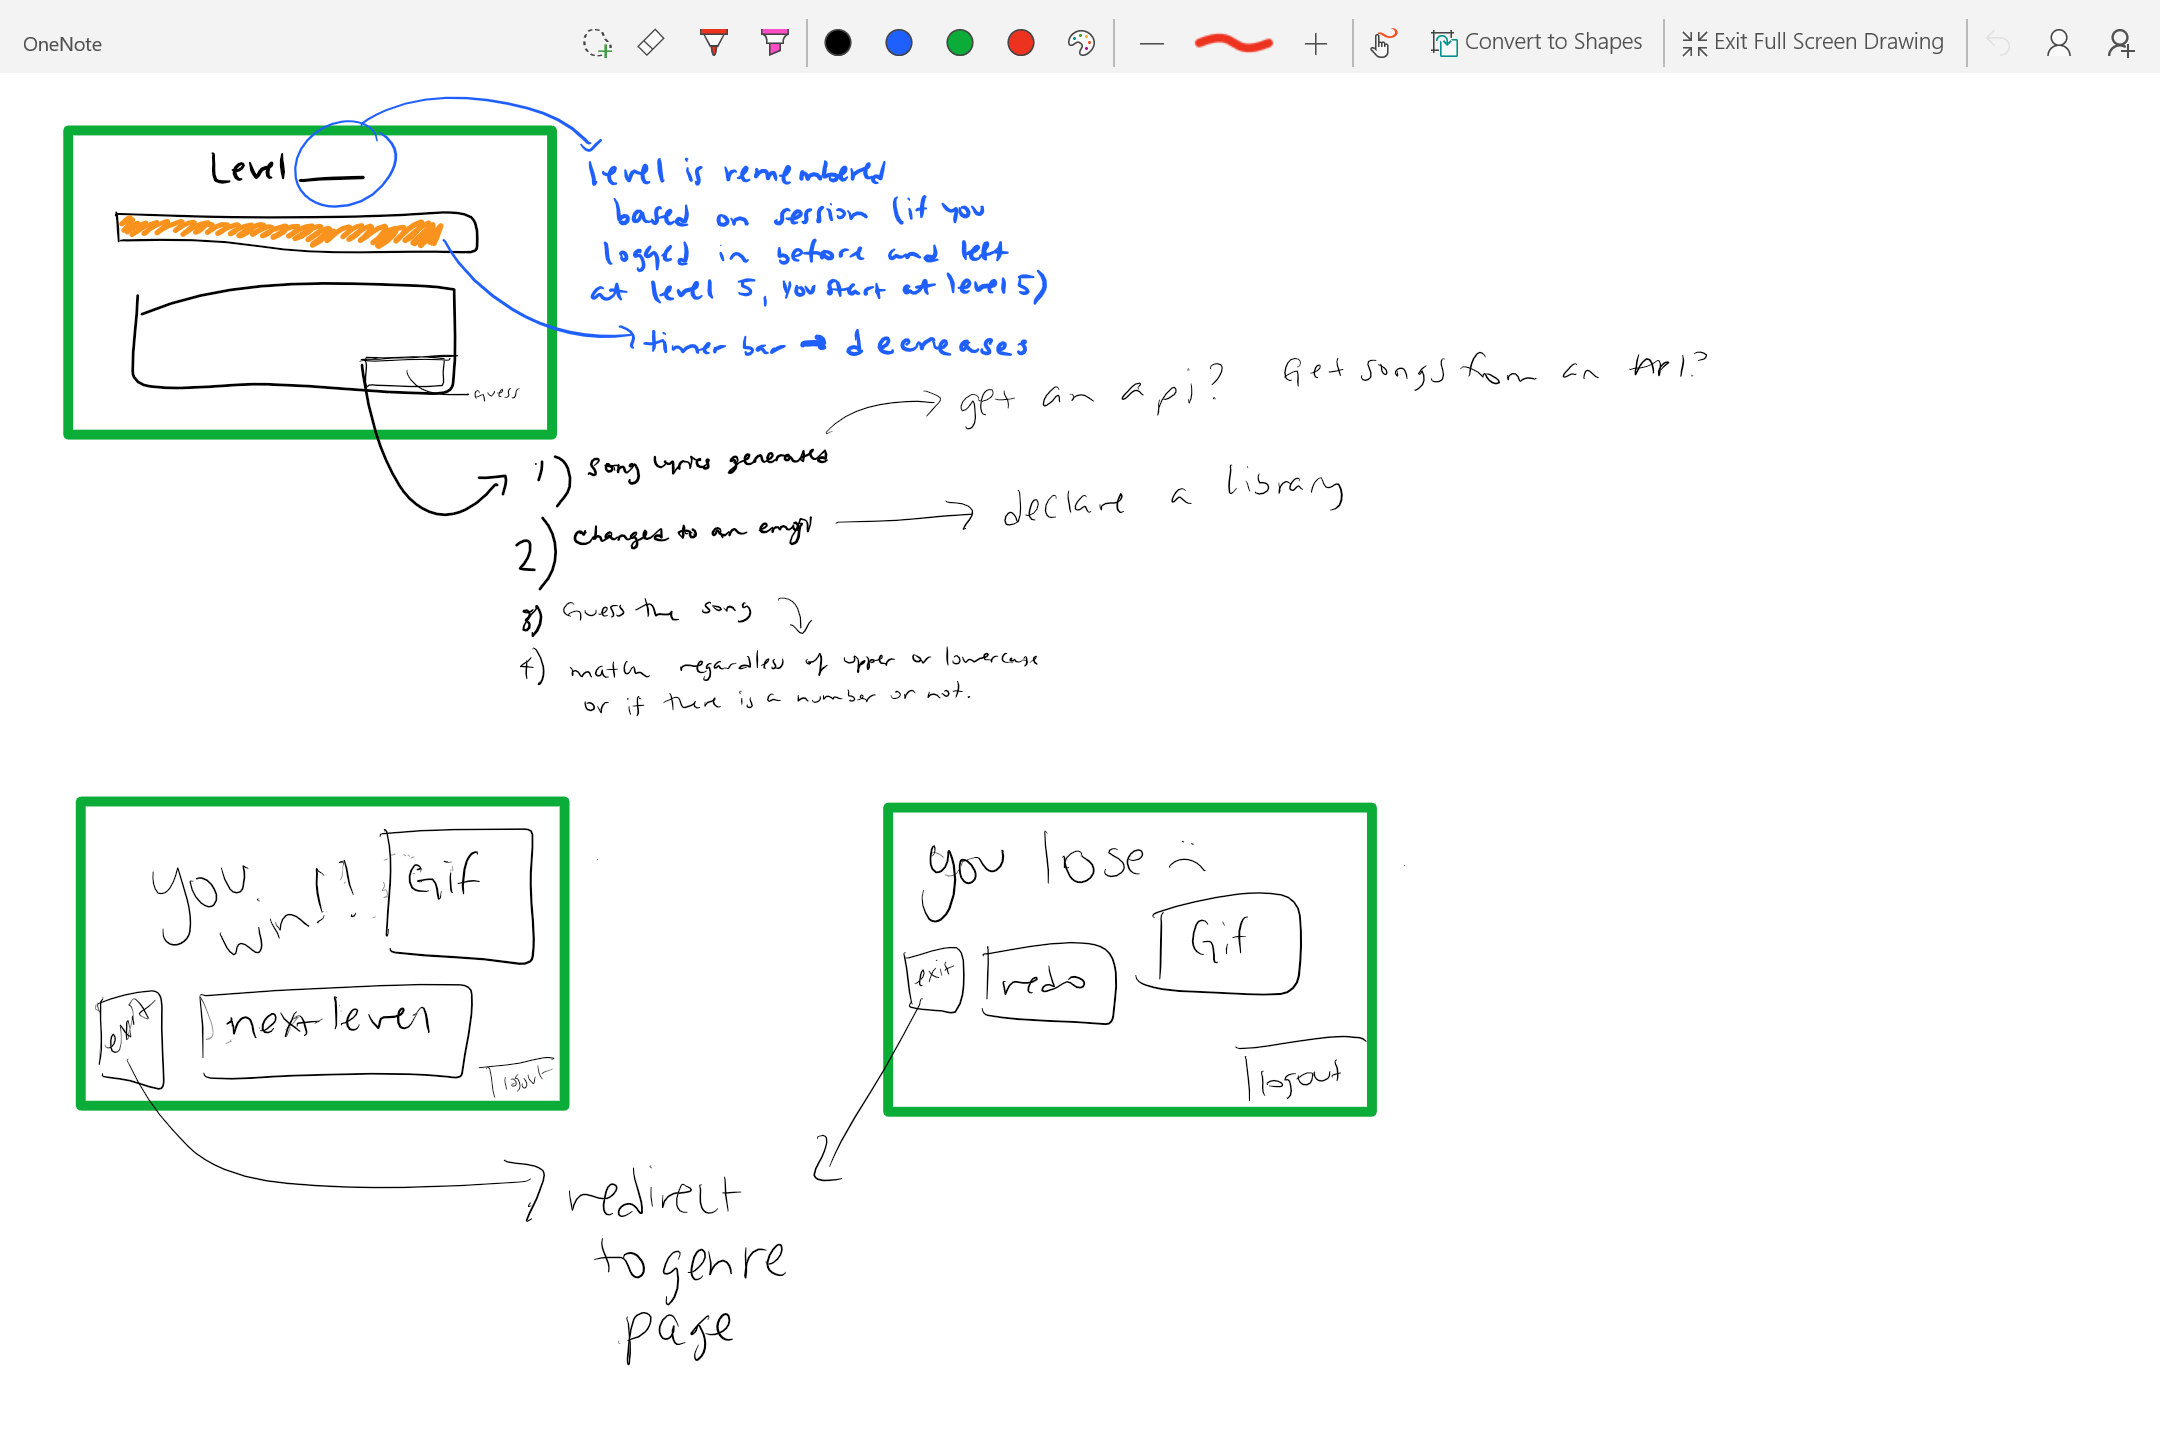 OneNote
Convert to Shapes
Exit Full Screen Drawing
Level
level is remembered
based on session (if you
logged in before and left
at level 5, you start at level 5)
timer bar → decreases
Guess
get an api? Get songs from an API?
1) Song lyrics generates
declare a library
2) changes to an emoji
3) Guess the song
4) match regardless of upper or lowercase
or if there is a number or not.
you
win!!
Gif
exit
next level
logout
you lose :(
Gif
exit
redo
logout
redirect
to genre
page